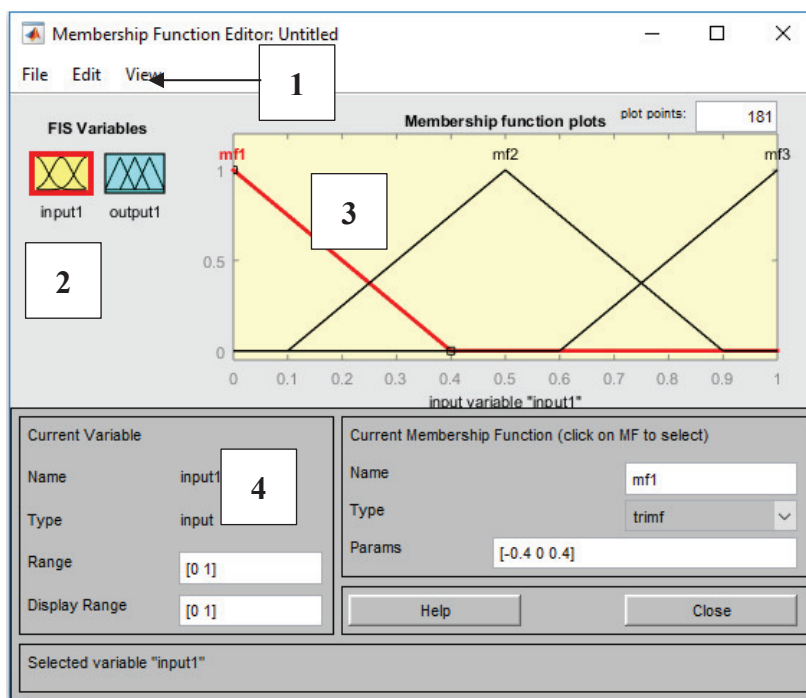 Membership Function Editor: Untitled
File Edit View
1
FIS Variables
input1 output1
2
Membership function plots plot points: 181
mf1 mf2 mf3
1
3
0.5
0
0 0.1 0.2 0.3 0.4 0.5 0.6 0.7 0.8 0.9 1
input variable "input1"
Current Variable
Name input1
4
Type input
Range [0 1]
Display Range [0 1]
Current Membership Function (click on MF to select)
Name mf1
Type trimf
Params [-0.4 0 0.4]
Help Close
Selected variable "input1"